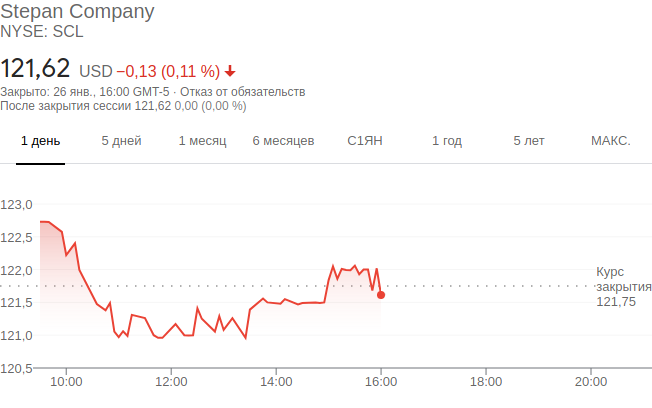 Stepan Company
NYSE: SCL
121,62 USD −0,13 (0,11 %)
Закрыто: 26 янв., 16:00 GMT-5 · Отказ от обязательств
После закрытия сессии 121,62 0,00 (0,00 %)
1 день 5 дней 1 месяц 6 месяцев С1ЯН 1 год 5 лет МАКС.
123,0
122,5
122,0
121,5
121,0
120,5
Курс
закрытия
121,75
10:00 12:00 14:00 16:00 18:00 20:00